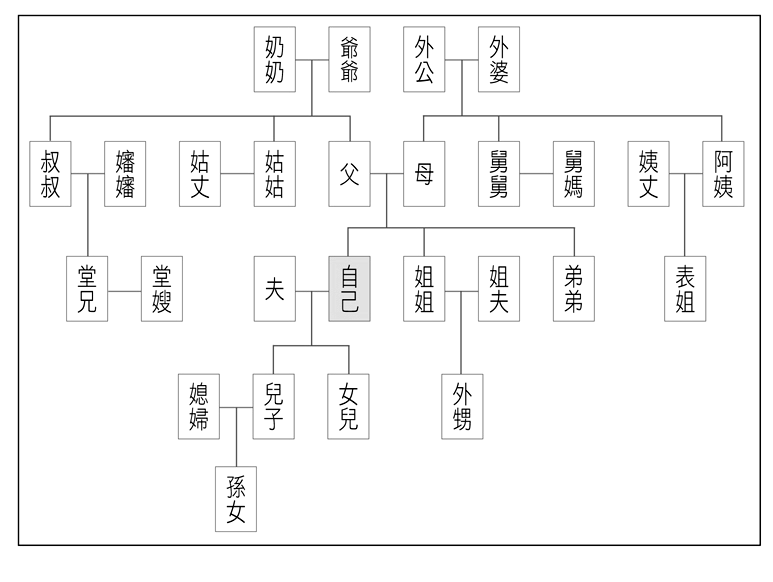 奶奶
爺爺
外公
外婆
叔叔
嬸嬸
姑丈
姑姑
父
母
舅舅
舅媽
姨丈
阿姨
堂兄
堂嫂
夫
自己
姐姐
姐夫
弟弟
表姐
媳婦
兒子
女兒
外甥
孫女